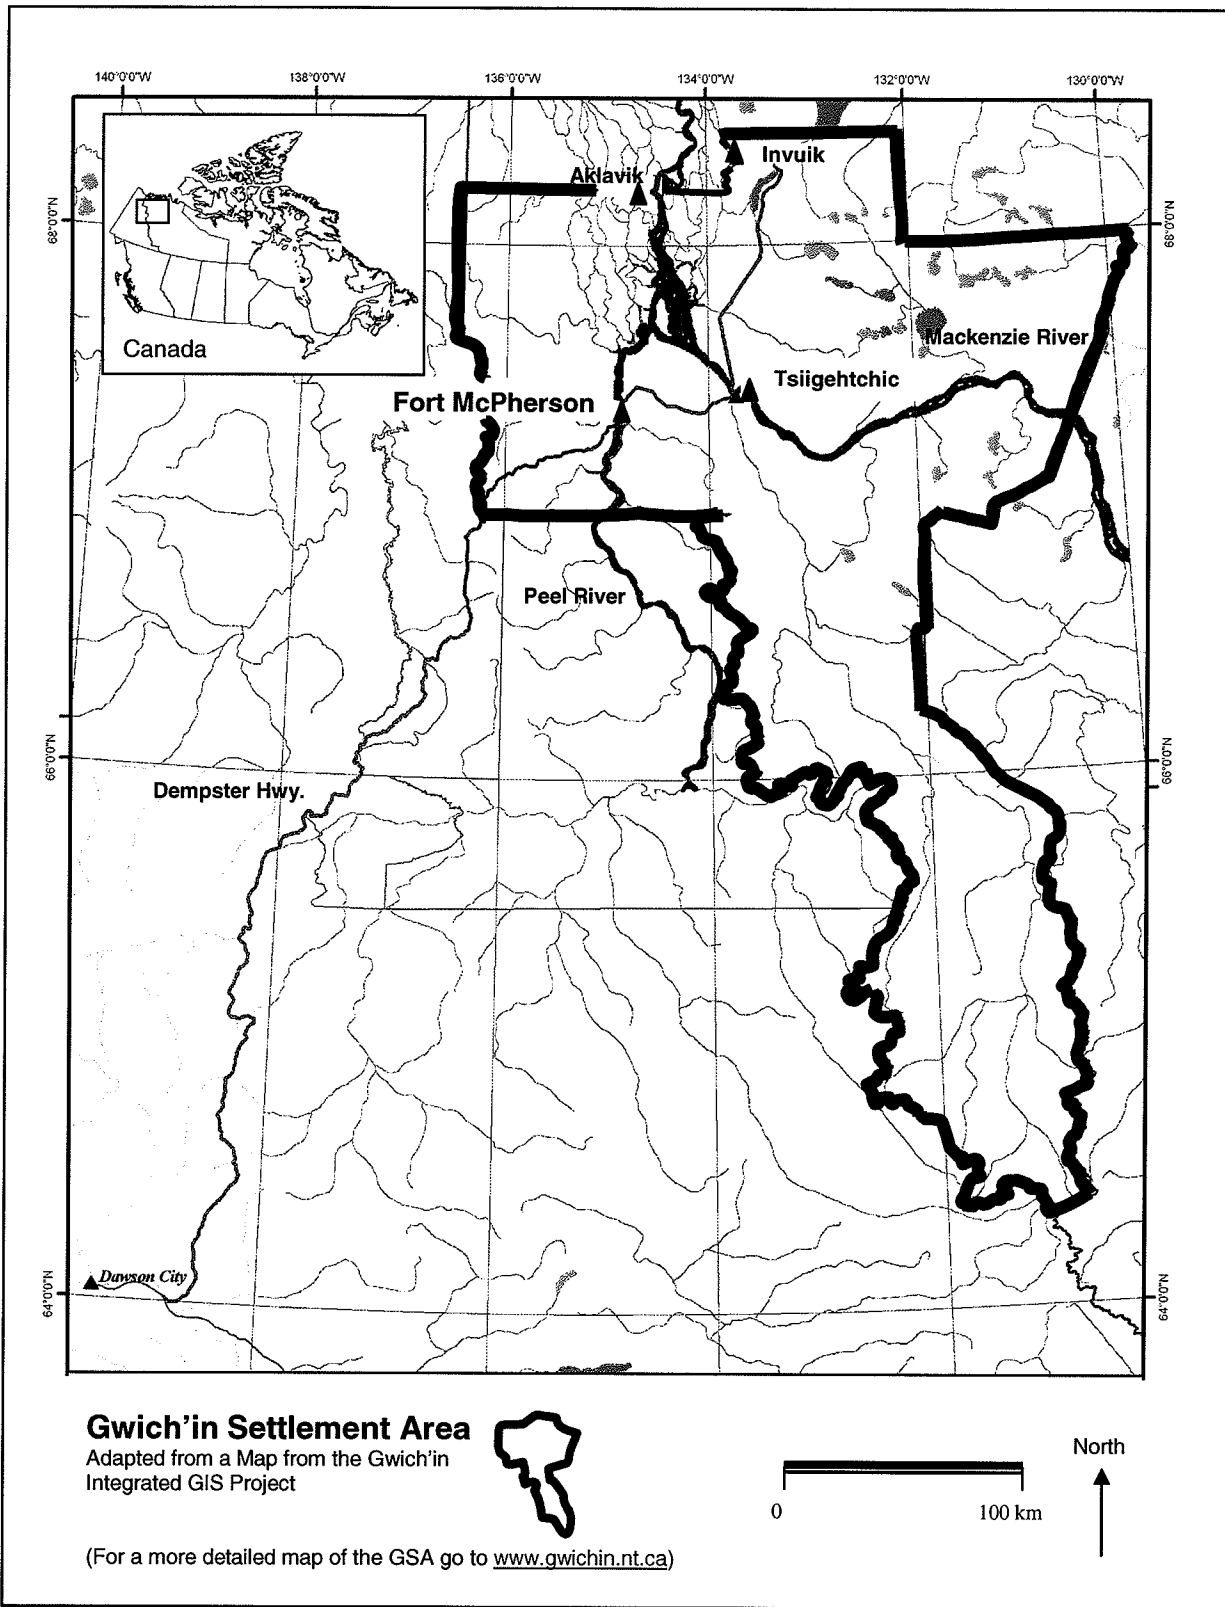 140°0'0"W
138°0'0"W
136°0'0"W
134°0'0"W
132°0'0"W
130°0'0"W
Invuik
Aklavik
68°0'0"N
68°0'0"N
Canada
Mackenzie River
Tsiigehtchic
Fort McPherson
Peel River
66°0'0"N
66°0'0"N
Dempster Hwy.
Dawson City
64°0'0"N
64°0'0"N
Gwich'in Settlement Area
Adapted from a Map from the Gwich'in
Integrated GIS Project
North
0
100 km
(For a more detailed map of the GSA go to www.gwichin.nt.ca)